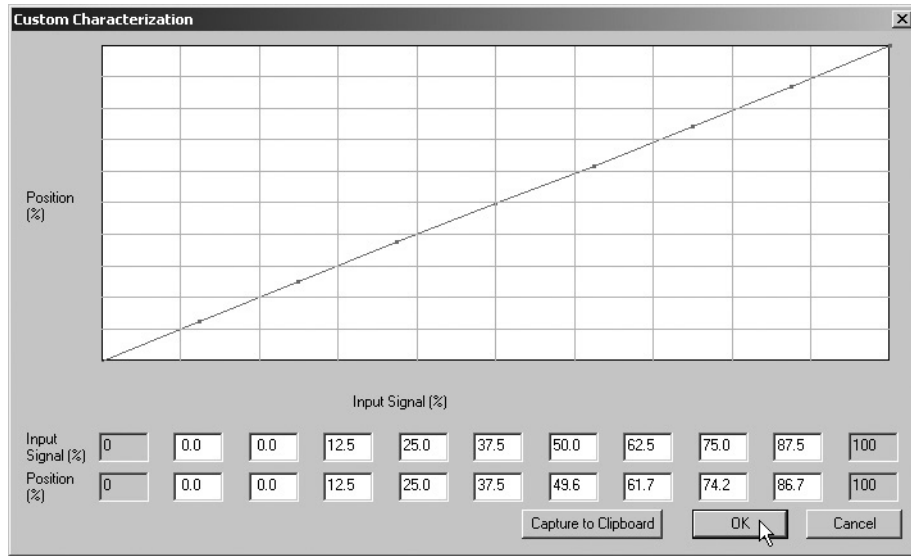 Custom Characterization
Position
(%)
Input Signal (%)
Input
Signal (%)
0 0.0 0.0 12.5 25.0 37.5 50.0 62.5 75.0 87.5 100
Position
(%)
0 0.0 0.0 12.5 25.0 37.5 49.6 61.7 74.2 86.7 100
Capture to Clipboard OK Cancel